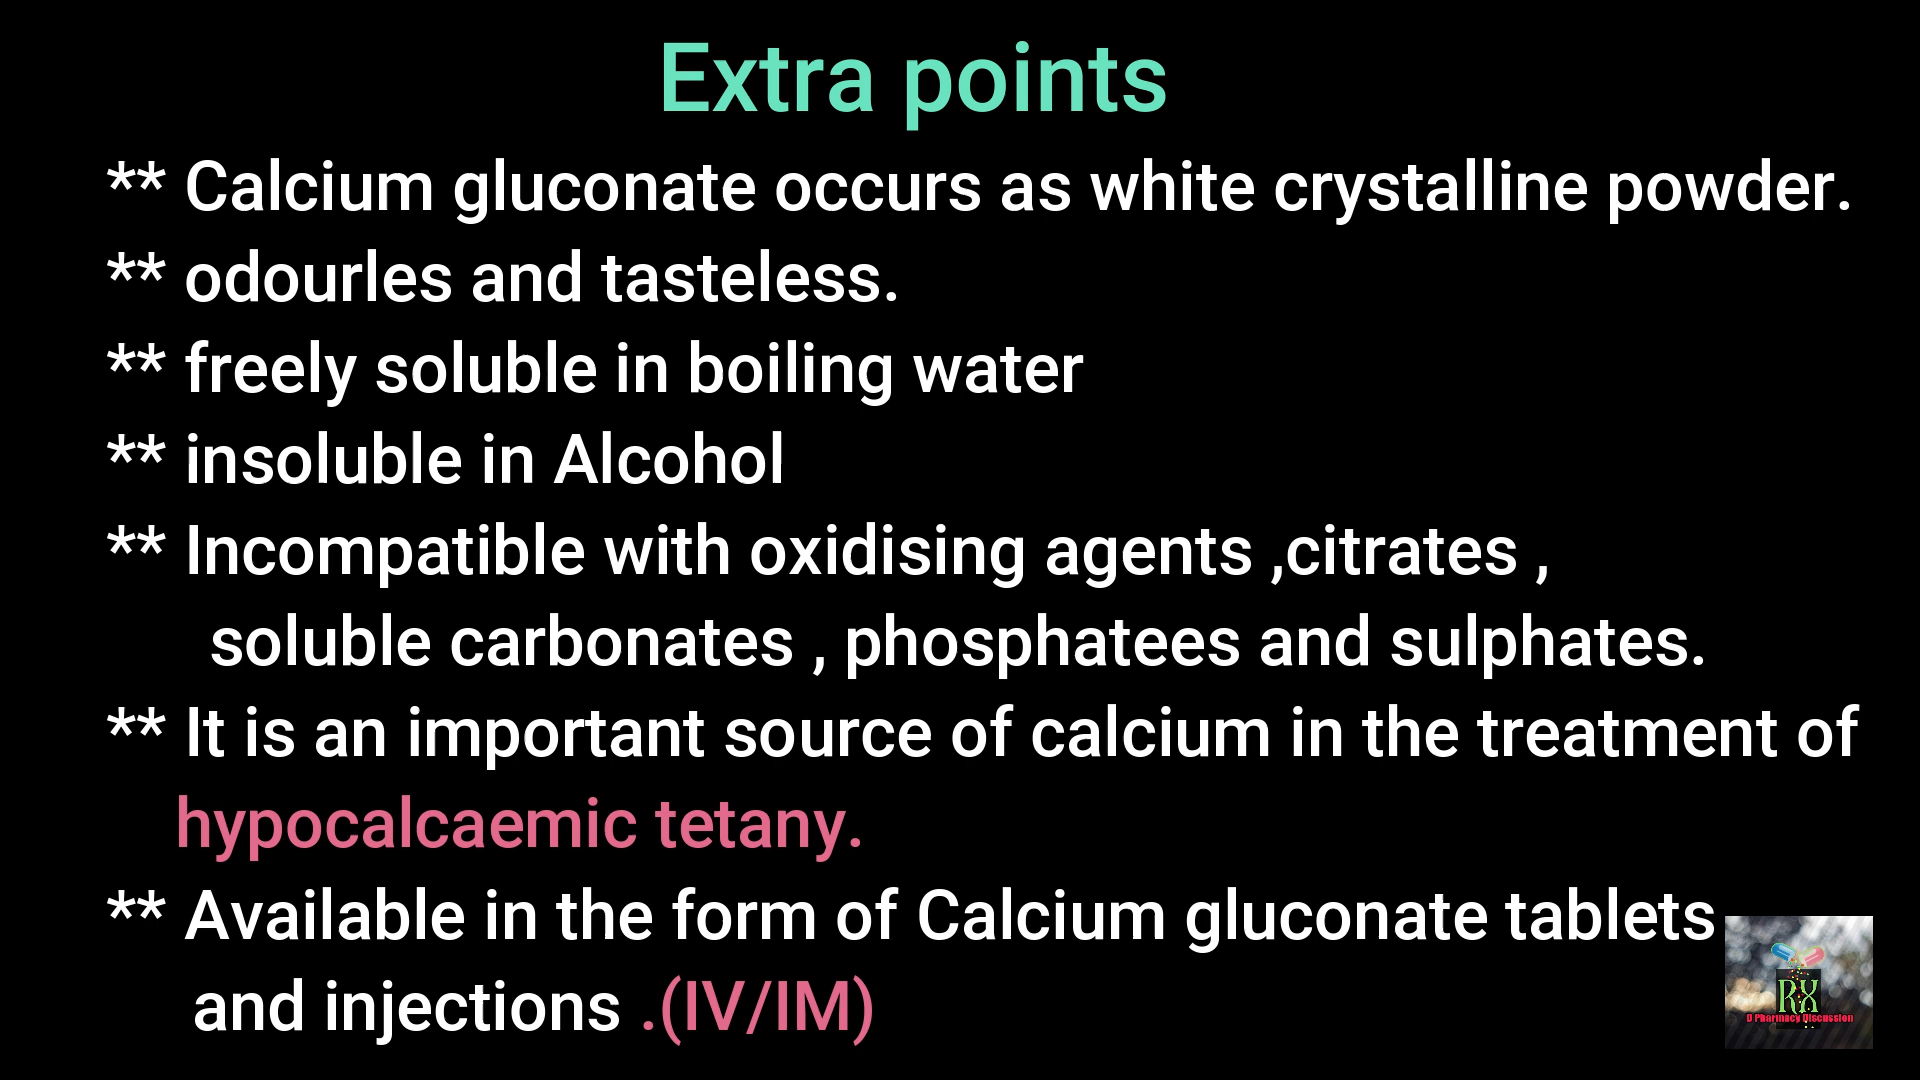 Extra points
** Calcium gluconate occurs as white crystalline powder.
** odourles and tasteless.
** freely soluble in boiling water
** insoluble in Alcohol
** Incompatible with oxidising agents ,citrates ,
soluble carbonates , phosphatees and sulphates.
** It is an important source of calcium in the treatment of
hypocalcaemic tetany.
** Available in the form of Calcium gluconate tablets
and injections .(IV/IM)
RX
D Pharmacy Discussion